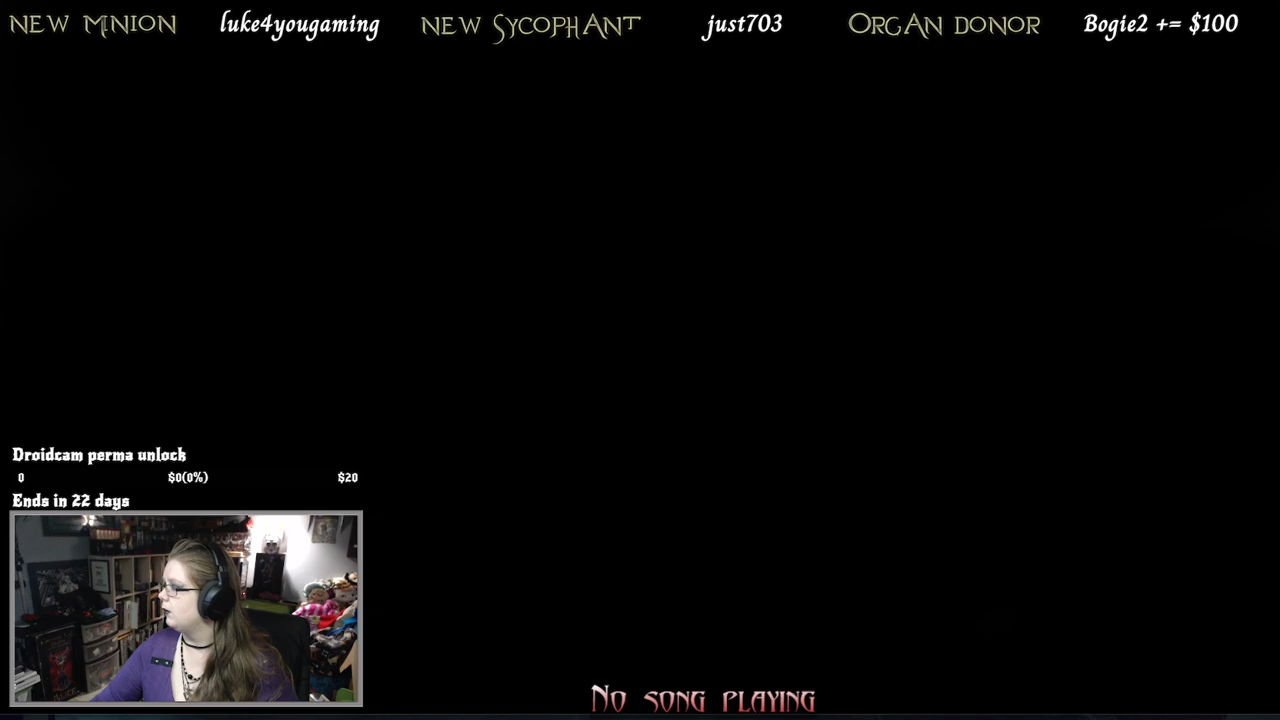 NEW MINION luke4yougaming NEW SYCOPHANT just703 ORGAN DONOR Bogie2 += $100
Droidcam perma unlock
0 $0(0%) $20
Ends in 22 days
No song playing